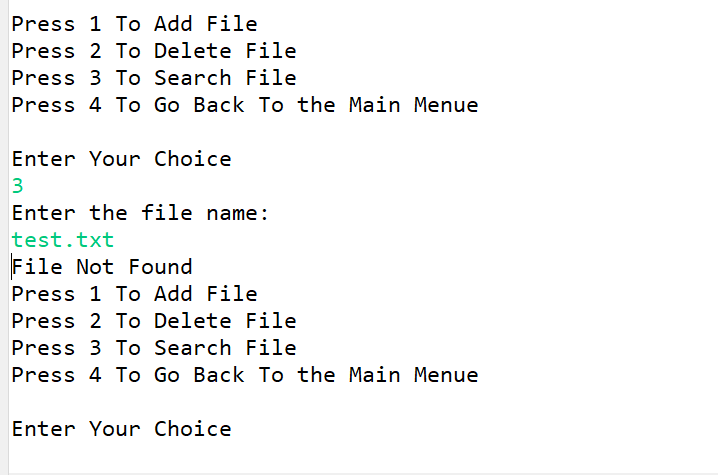 Press 1 To Add File
Press 2 To Delete File
Press 3 To Search File
Press 4 To Go Back To the Main Menue
Enter Your Choice
3
Enter the file name:
test.txt
File Not Found
Press 1 To Add File
Press 2 To Delete File
Press 3 To Search File
Press 4 To Go Back To the Main Menue
Enter Your Choice